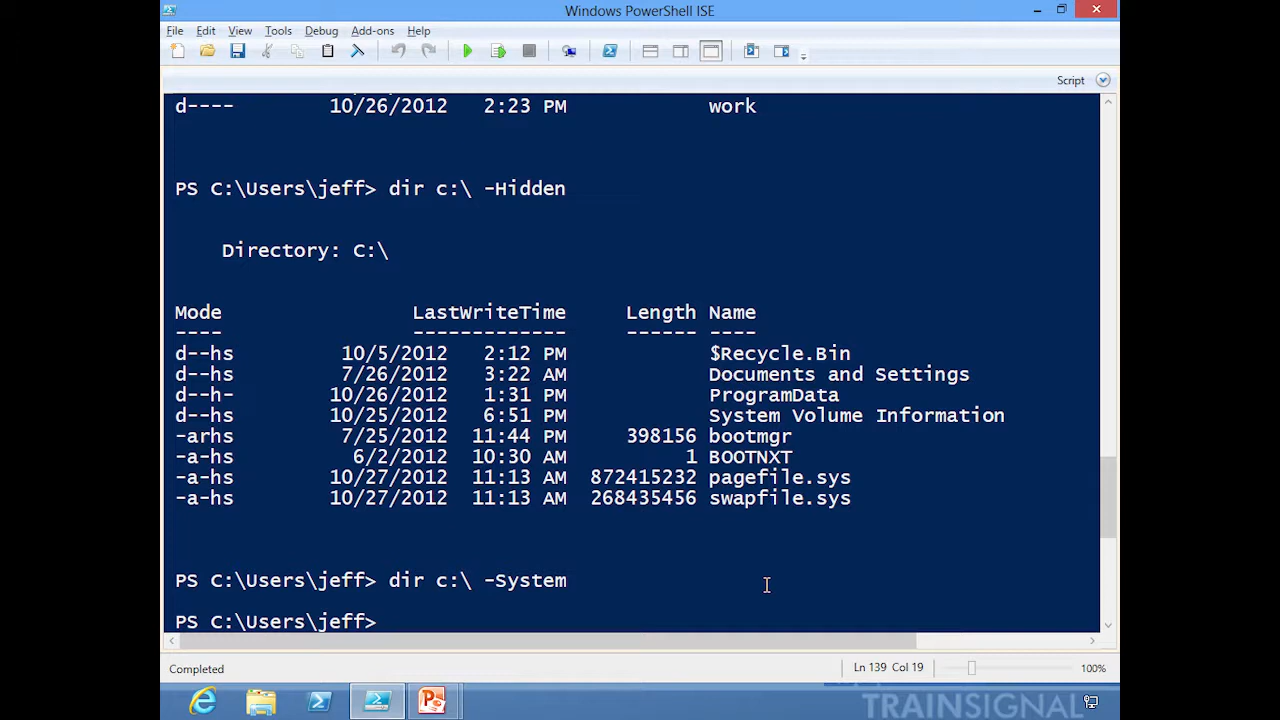 Windows PowerShell ISE
File Edit View Tools Debug Add-ons Help
Script
d---- 10/26/2012 2:23 PM work
PS C:\Users\jeff> dir c:\ -Hidden
Directory: C:\
Mode LastWriteTime Length Name
---- ------------- ------ ----
d--hs 10/5/2012 2:12 PM $Recycle.Bin
d--hs 7/26/2012 3:22 AM Documents and Settings
d--h- 10/26/2012 1:31 PM ProgramData
d--hs 10/25/2012 6:51 PM System Volume Information
-arhs 7/25/2012 11:44 PM 398156 bootmgr
-a-hs 6/2/2012 10:30 AM 1 BOOTNXT
-a-hs 10/27/2012 11:13 AM 872415232 pagefile.sys
-a-hs 10/27/2012 11:13 AM 268435456 swapfile.sys
PS C:\Users\jeff> dir c:\ -System
PS C:\Users\jeff>
Completed Ln 139 Col 19 100%
TRAINSIGNAL